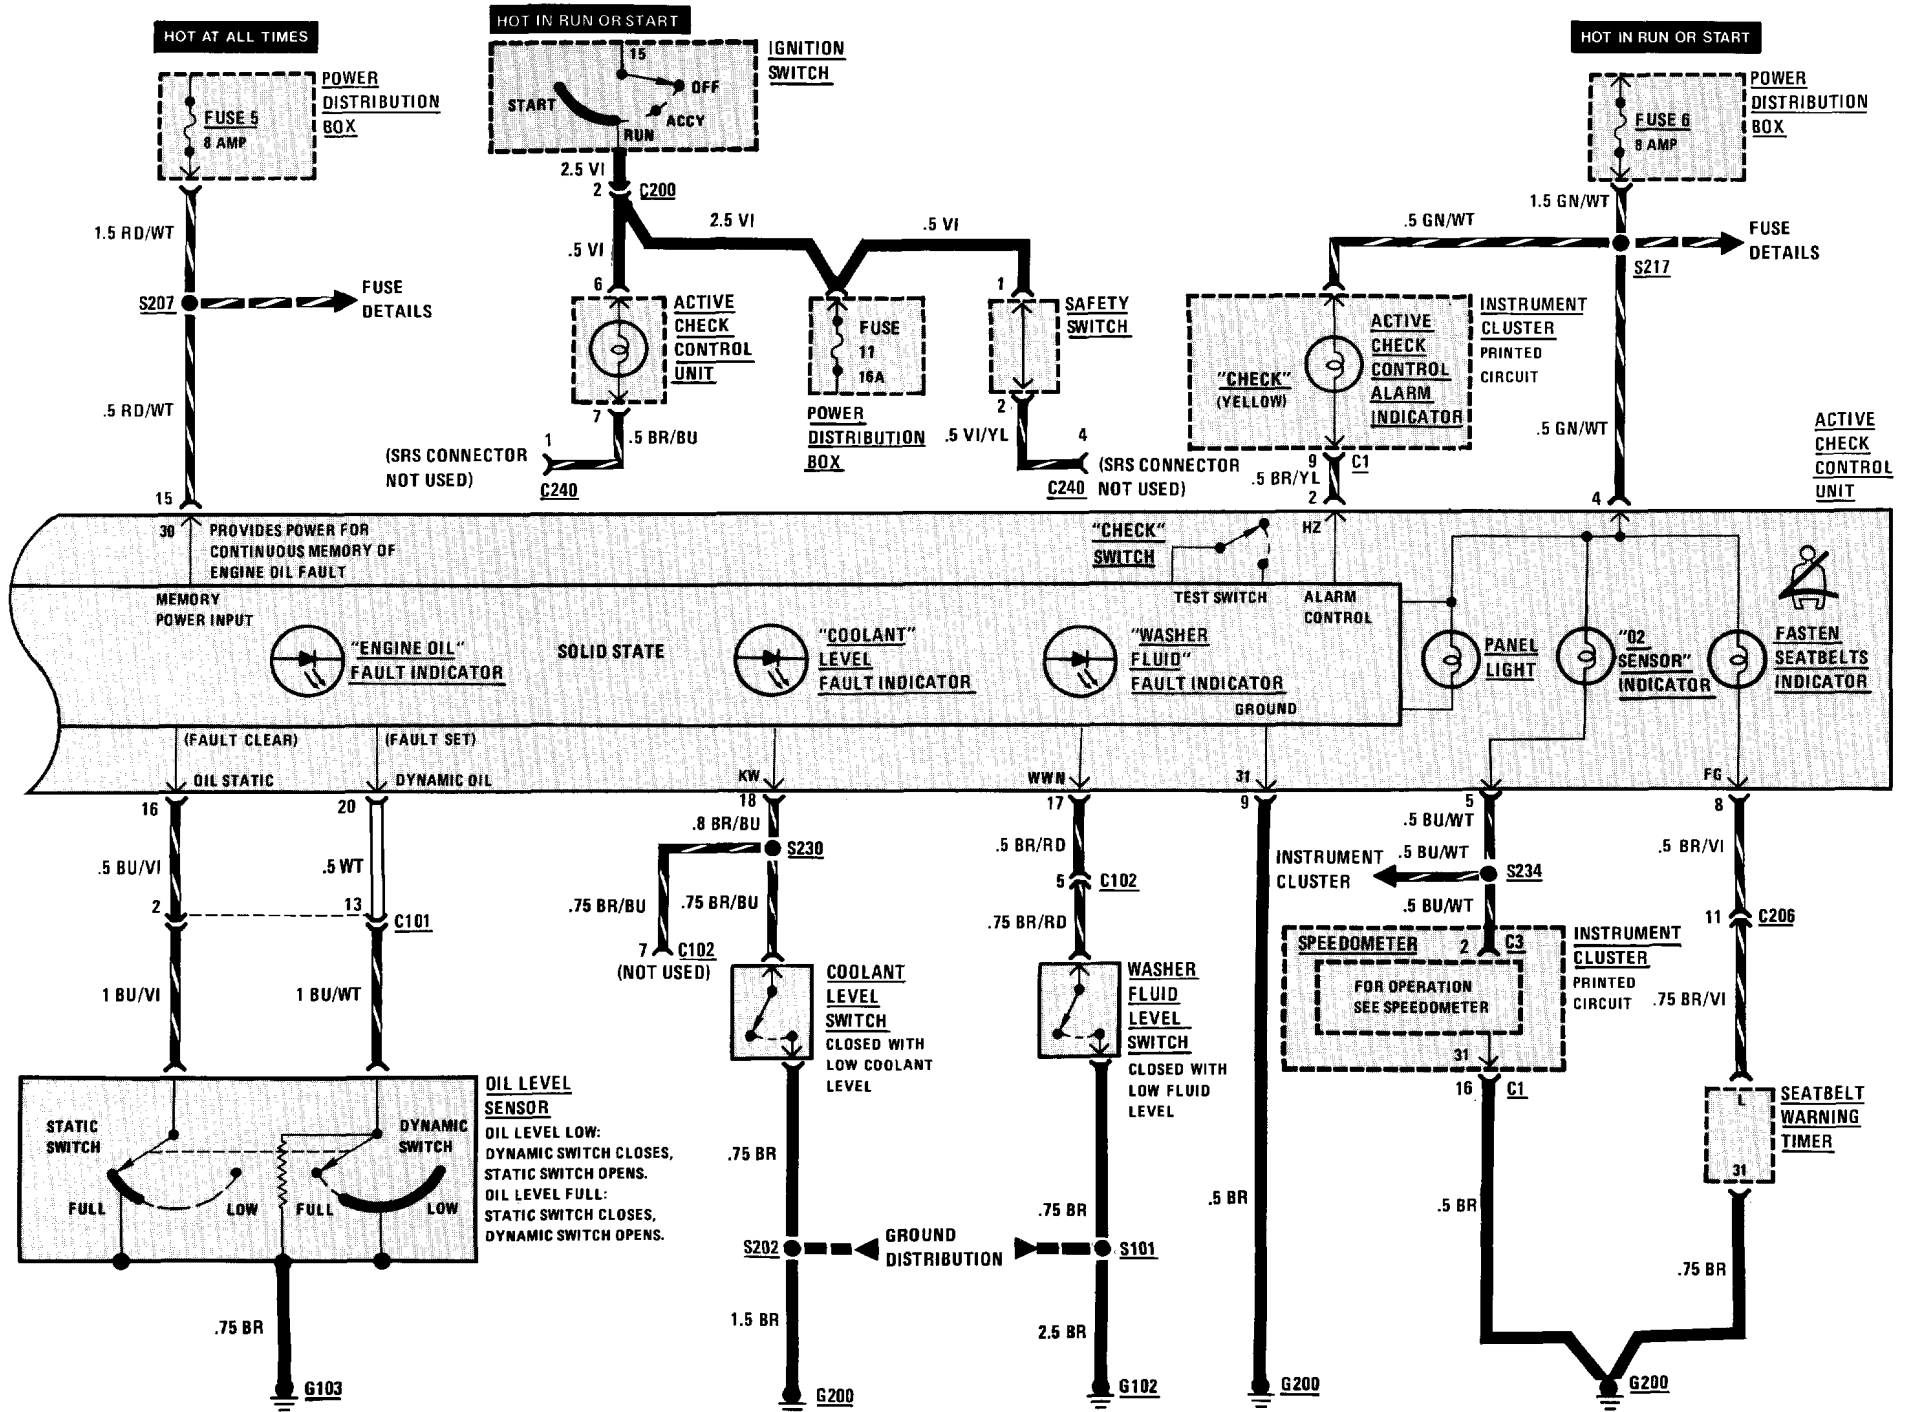 HOT AT ALL TIMES
HOT IN RUN OR START
HOT IN RUN OR START
POWER
DISTRIBUTION
BOX
FUSE 5
8 AMP
IGNITION
SWITCH
15
OFF
START
ACCY
RUN
POWER
DISTRIBUTION
BOX
FUSE 6
8 AMP
2.5 VI
2
C200
1.5 RD/WT
2.5 VI
.5 VI
.5 VI
.5 GN/WT
1.5 GN/WT
FUSE
DETAILS
S217
S207
FUSE
DETAILS
6
ACTIVE
CHECK
CONTROL
UNIT
7
FUSE
11
16A
POWER
DISTRIBUTION
BOX
1
SAFETY
SWITCH
2
"CHECK"
(YELLOW)
ACTIVE
CHECK
CONTROL
ALARM
INDICATOR
INSTRUMENT
CLUSTER
PRINTED
CIRCUIT
.5 RD/WT
.5 BR/BU
1
(SRS CONNECTOR
NOT USED)
C240
.5 VI/YL
4
(SRS CONNECTOR
NOT USED)
C240
9
C1
.5 BR/YL
2
.5 GN/WT
4
ACTIVE
CHECK
CONTROL
UNIT
15
30
PROVIDES POWER FOR
CONTINUOUS MEMORY OF
ENGINE OIL FAULT
"CHECK"
SWITCH
HZ
MEMORY
POWER INPUT
TEST SWITCH
ALARM
CONTROL
"ENGINE OIL"
FAULT INDICATOR
SOLID STATE
"COOLANT"
LEVEL
FAULT INDICATOR
"WASHER
FLUID"
FAULT INDICATOR
GROUND
PANEL
LIGHT
"02
SENSOR"
INDICATOR
FASTEN
SEATBELTS
INDICATOR
(FAULT CLEAR)
(FAULT SET)
OIL STATIC
DYNAMIC OIL
KW
WWN
31
FG
16
20
18
17
9
5
8
.5 BU/VI
.5 WT
2
13
C101
1 BU/VI
1 BU/WT
.8 BR/BU
S230
.75 BR/BU
.75 BR/BU
7
C102
(NOT USED)
.5 BR/RD
5
C102
.75 BR/RD
.5 BU/WT
INSTRUMENT
CLUSTER
.5 BU/WT
S234
.5 BU/WT
.5 BR/VI
11
C206
.75 BR/VI
SPEEDOMETER
2
C3
FOR OPERATION
SEE SPEEDOMETER
31
16
C1
INSTRUMENT
CLUSTER
PRINTED
CIRCUIT
COOLANT
LEVEL
SWITCH
CLOSED WITH
LOW COOLANT
LEVEL
WASHER
FLUID
LEVEL
SWITCH
CLOSED WITH
LOW FLUID
LEVEL
STATIC
SWITCH
DYNAMIC
SWITCH
FULL
LOW
FULL
LOW
OIL LEVEL
SENSOR
OIL LEVEL LOW:
DYNAMIC SWITCH CLOSES,
STATIC SWITCH OPENS.
OIL LEVEL FULL:
STATIC SWITCH CLOSES,
DYNAMIC SWITCH OPENS.
L
31
SEATBELT
WARNING
TIMER
.75 BR
.75 BR
.5 BR
.5 BR
.75 BR
S202
GROUND
DISTRIBUTION
S101
.75 BR
1.5 BR
2.5 BR
G103
G200
G102
G200
G200